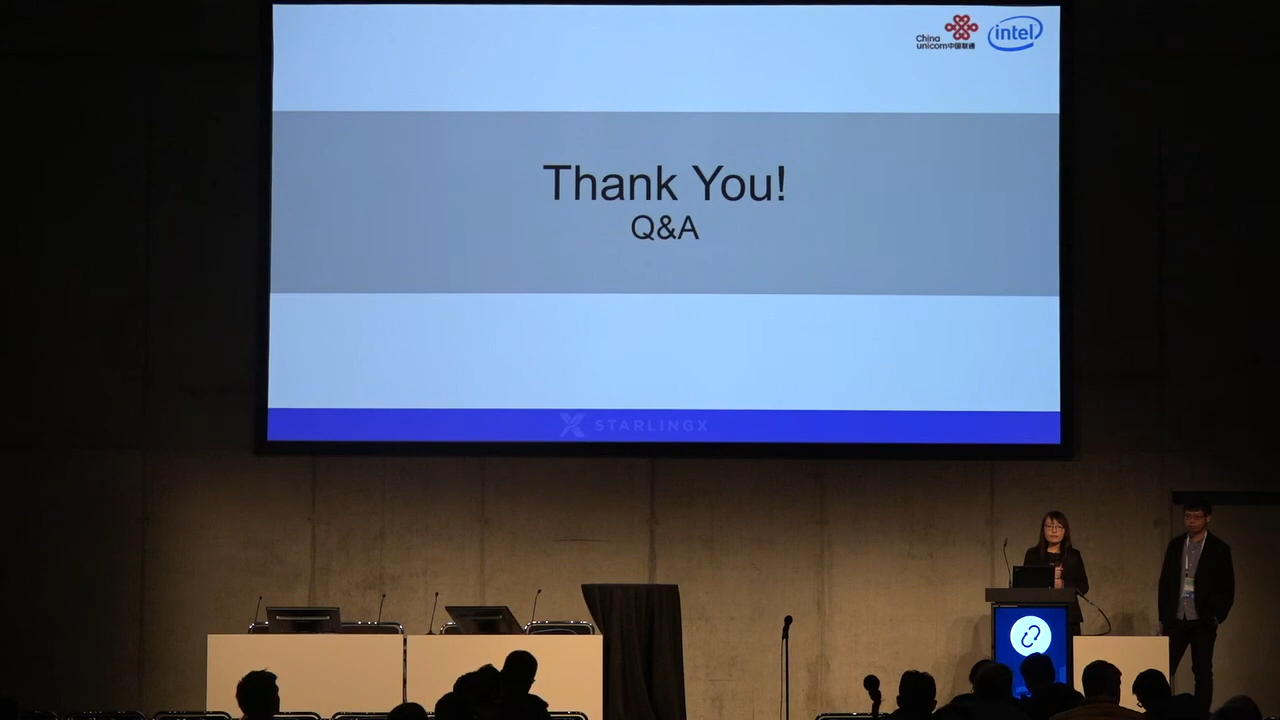 China
unicom中国联通
intel
Thank You!
Q&A
STARLINGX